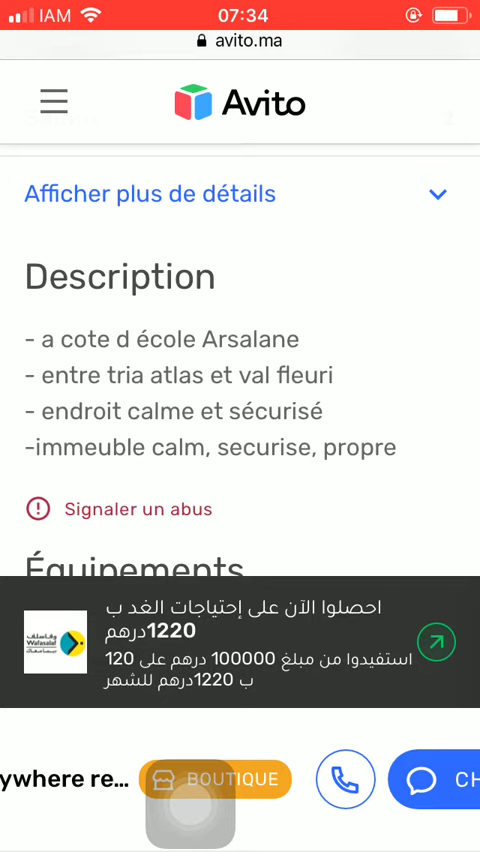 IAM 07:34
avito.ma
Avito
Afficher plus de détails
Description
- a cote d école Arsalane
- entre tria atlas et val fleuri
- endroit calme et sécurisé
-immeuble calm, securise, propre
Signaler un abus
Équipements
احصلوا الآن على إحتياجات الغد ب
1220درهم
وفاسلف
Wafasalaf
استفيدوا من مبلغ 100000 درهم على 120
ب 1220درهم للشهر
ywhere re... BOUTIQUE CH